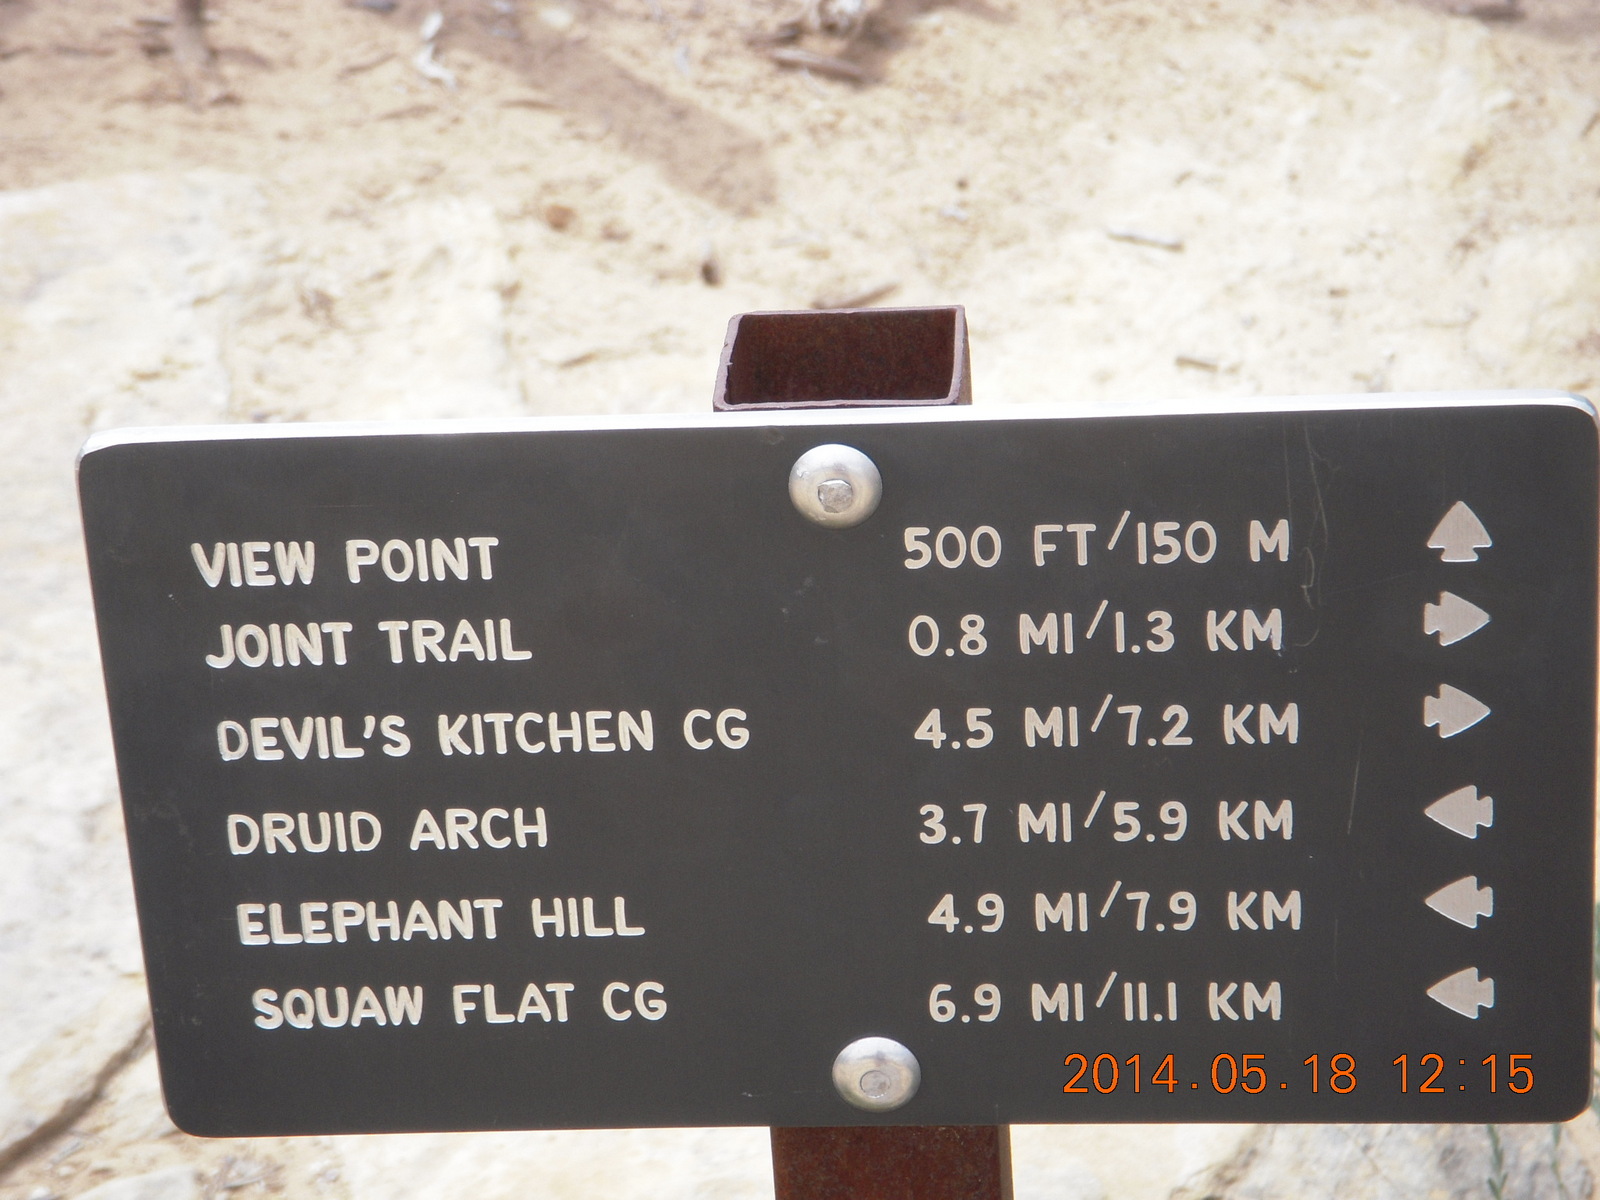 VIEW POINT 500 FT/150 M
JOINT TRAIL 0.8 MI/1.3 KM
DEVIL'S KITCHEN CG 4.5 MI/7.2 KM
DRUID ARCH 3.7 MI/5.9 KM
ELEPHANT HILL 4.9 MI/7.9 KM
SQUAW FLAT CG 6.9 MI/11.1 KM
2014.05.18 12:15